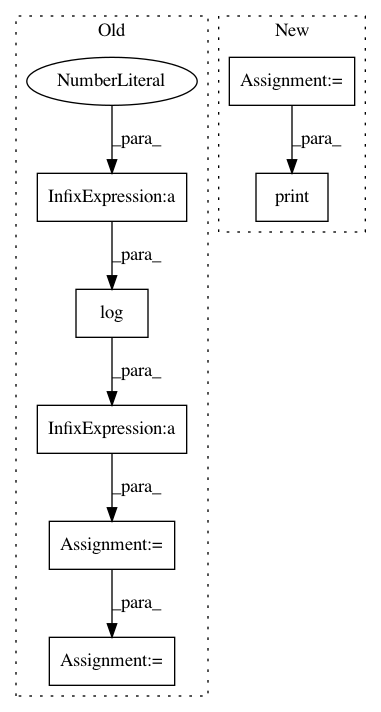 Old
NumberLiteral
_para_
InfixExpression:a
_para_
log
_para_
InfixExpression:a
_para_
Assignment:=
_para_
Assignment:=
New
Assignment:=
_para_
print